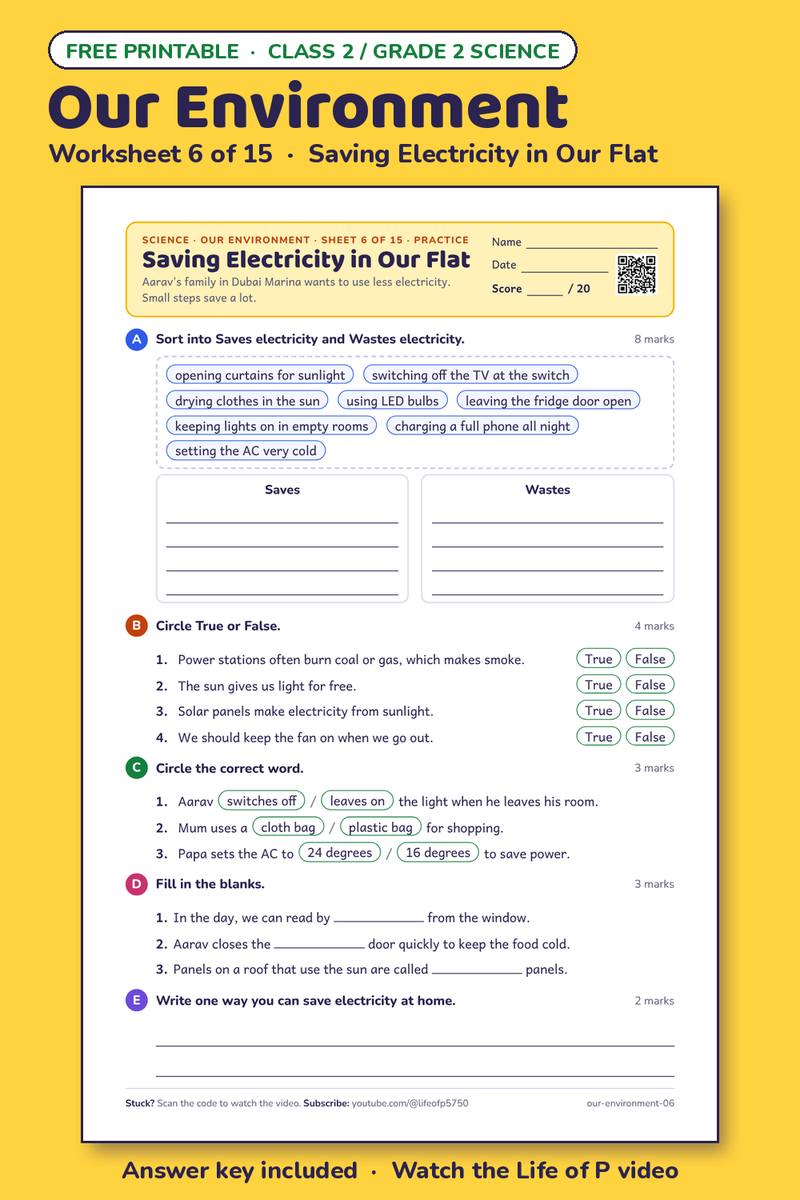 FREE PRINTABLE · CLASS 2 / GRADE 2 SCIENCE
Our Environment
Worksheet 6 of 15 · Saving Electricity in Our Flat
SCIENCE · OUR ENVIRONMENT · SHEET 6 OF 15 · PRACTICE
Saving Electricity in Our Flat
Aarav's family in Dubai Marina wants to use less electricity.
Small steps save a lot.
Name ____________
Date ____________
Score ______ / 20
A Sort into Saves electricity and Wastes electricity. 8 marks
opening curtains for sunlight switching off the TV at the switch
drying clothes in the sun using LED bulbs leaving the fridge door open
keeping lights on in empty rooms charging a full phone all night
setting the AC very cold
Saves Wastes
B Circle True or False. 4 marks
1. Power stations often burn coal or gas, which makes smoke. True False
2. The sun gives us light for free. True False
3. Solar panels make electricity from sunlight. True False
4. We should keep the fan on when we go out. True False
C Circle the correct word. 3 marks
1. Aarav switches off / leaves on the light when he leaves his room.
2. Mum uses a cloth bag / plastic bag for shopping.
3. Papa sets the AC to 24 degrees / 16 degrees to save power.
D Fill in the blanks. 3 marks
1. In the day, we can read by ____________ from the window.
2. Aarav closes the ____________ door quickly to keep the food cold.
3. Panels on a roof that use the sun are called ____________ panels.
E Write one way you can save electricity at home. 2 marks
Stuck? Scan the code to watch the video. Subscribe: youtube.com/@lifeofp5750 our-environment-06
Answer key included · Watch the Life of P video